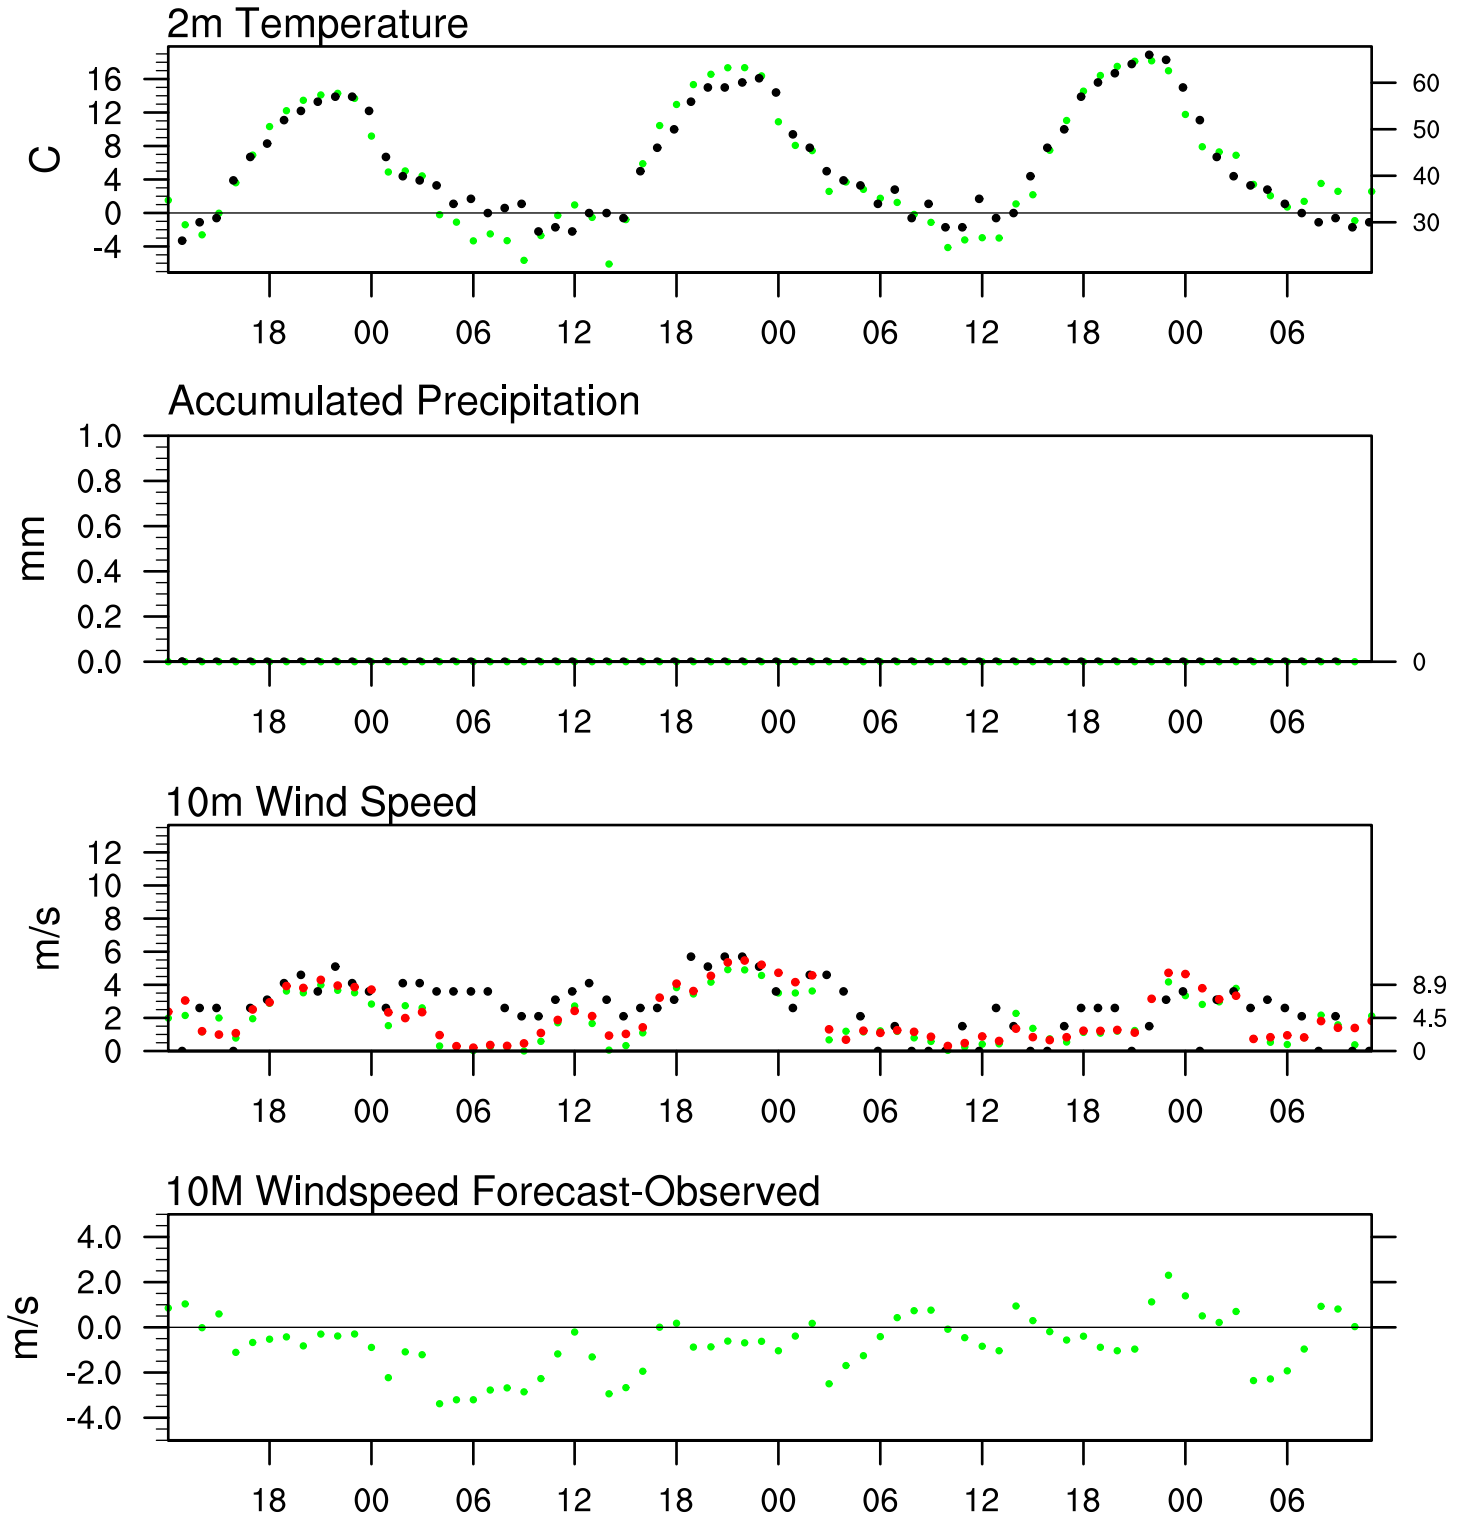 2m Temperature
16
12
8
4
0
-4
C
60
50
40
30
18 00 06 12 18 00 06 12 18 00 06
Accumulated Precipitation
1.0
0.8
0.6
0.4
0.2
0.0
mm
0
18 00 06 12 18 00 06 12 18 00 06
10m Wind Speed
12
10
8
6
4
2
0
m/s
8.9
4.5
0
18 00 06 12 18 00 06 12 18 00 06
10M Windspeed Forecast-Observed
4.0
2.0
0.0
-2.0
-4.0
m/s
18 00 06 12 18 00 06 12 18 00 06